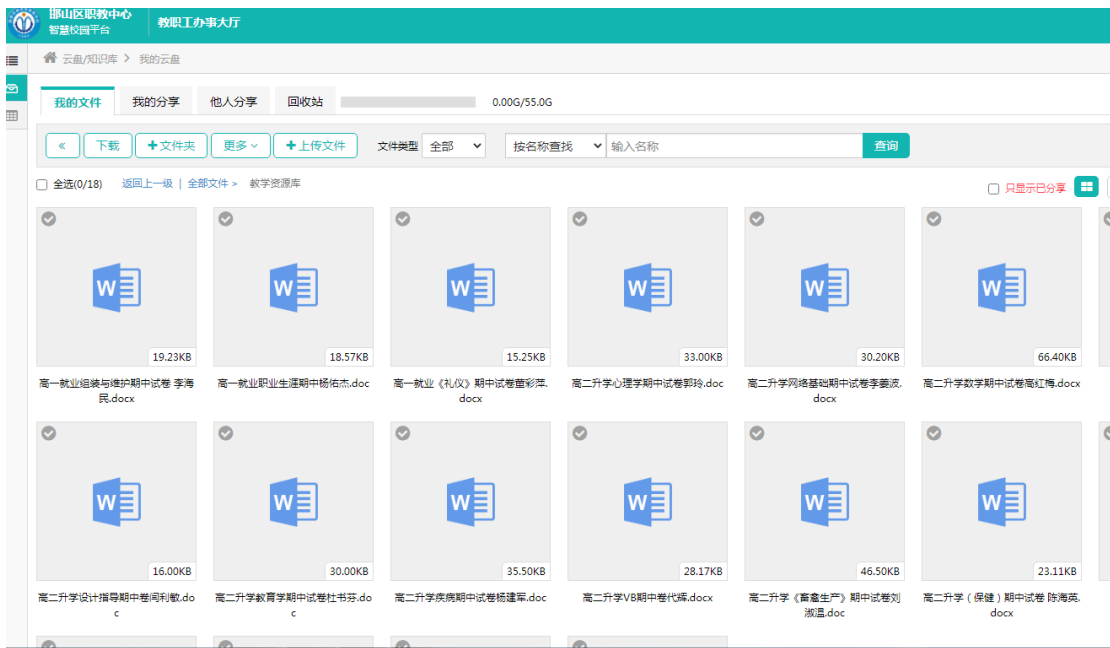 邯山区职教中心
智慧校园平台
教职工办事大厅
云盘/知识库 > 我的云盘
我的文件 我的分享 他人分享 回收站 0.00G/55.0G
« 下载 +文件夹 更多 +上传文件 文件类型 全部 按名称查找 输入名称 查询
全选(0/18) 返回上一级 | 全部文件 > 教学资源库 只显示已分享
W W W W W W
19.23KB 18.57KB 15.25KB 33.00KB 30.20KB 66.40KB
高一就业组装与维护期中试卷 李海民.docx
高一就业职业生涯期中杨佑杰.doc
高一就业《礼仪》期中试卷董彩萍.docx
高二升学心理学期中试卷郭玲.doc
高二升学网络基础期中试卷李姜波.docx
高二升学数学期中试卷高红梅.docx
W W W W W W
16.00KB 30.00KB 35.50KB 28.17KB 46.50KB 23.11KB
高二升学设计指导期中卷闫利敏.doc
高二升学教育学期中试卷杜书芬.doc
高二升学疾病期中试卷杨建军.doc
高二升学VB期中卷代辉.docx
高二升学《畜禽生产》期中试卷刘淑温.doc
高二升学（保健）期中试卷 陈海英.docx